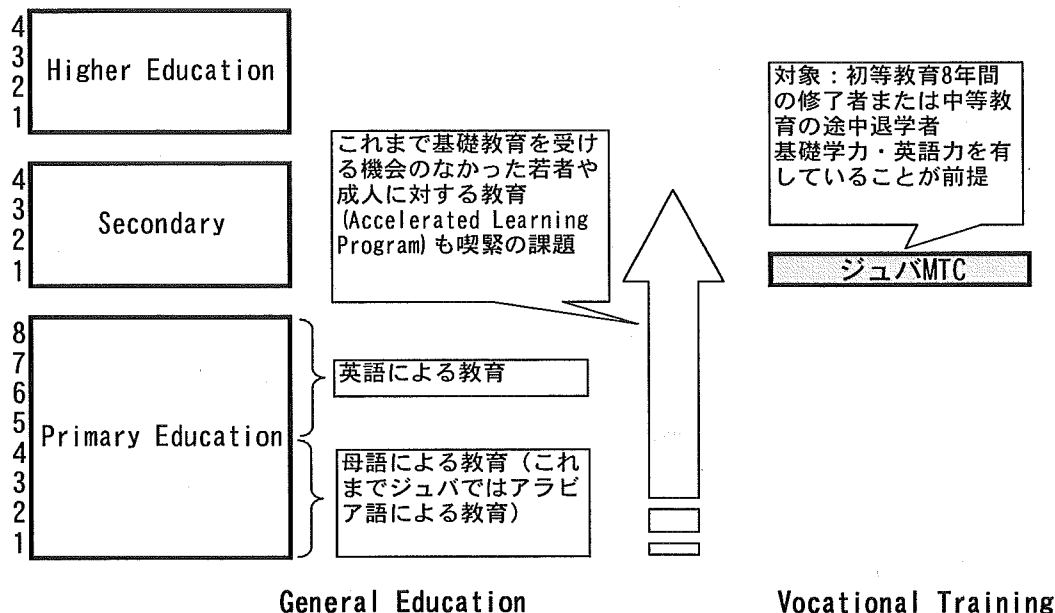 4
3
2
1
Higher Education
4
3
2
1
Secondary
8
7
6
5
4
3
2
1
Primary Education
これまで基礎教育を受け
る機会のなかった若者や
成人に対する教育
(Accelerated Learning
Program)も喫緊の課題
英語による教育
母語による教育（これ
までジュバではアラビ
ア語による教育）
対象：初等教育8年間
の修了者または中等教
育の途中退学者
基礎学力・英語力を有
していることが前提
ジュバMTC
General Education
Vocational Training